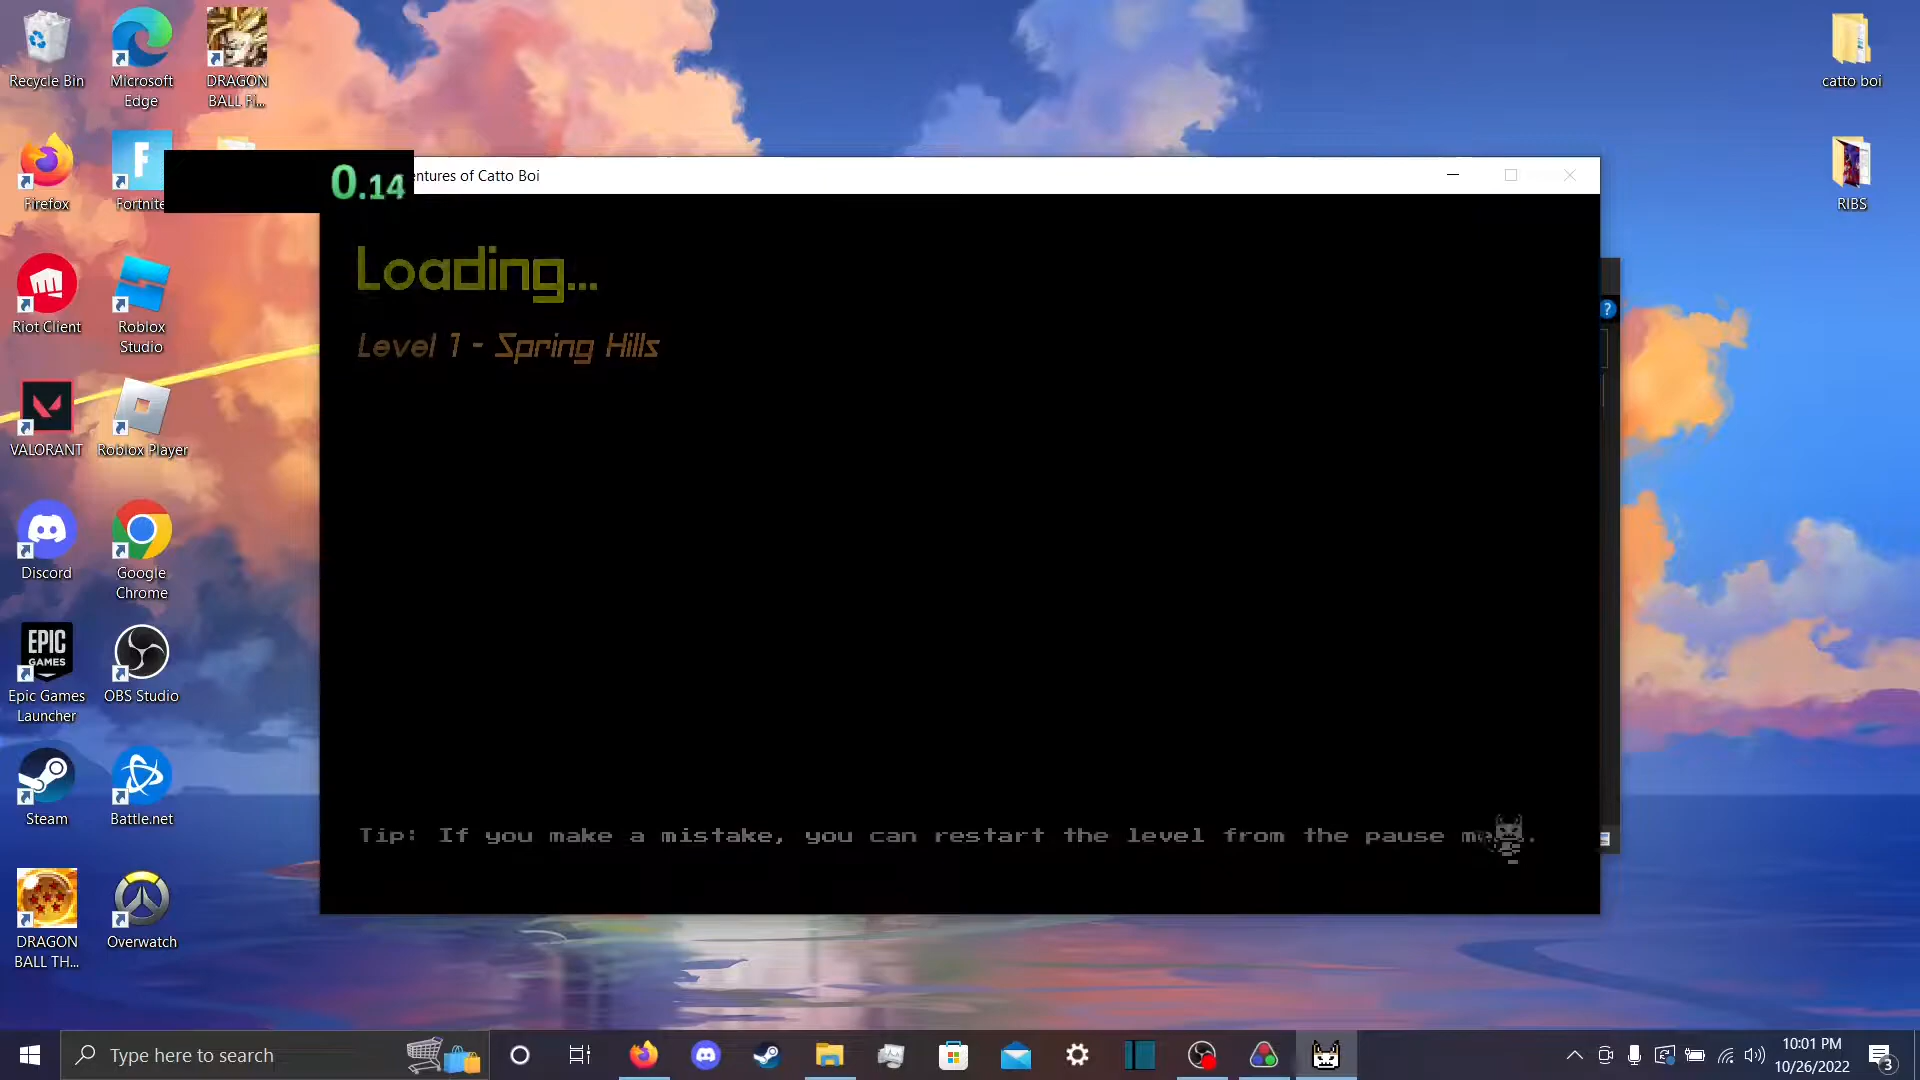 Recycle Bin
Microsoft
Edge
DRAGON
BALL Fi...
catto boi
Firefox
F
Fortnite
0.14
entures of Catto Boi
RIBS
Loading...
Level 1 - Spring Hills
?
Riot Client
Roblox
Studio
VALORANT
Roblox Player
Discord
Google
Chrome
EPIC
GAMES
Epic Games
Launcher
OBS Studio
Steam
Battle.net
Tip: If you make a mistake, you can restart the level from the pause m
DRAGON
BALL TH...
Overwatch
Type here to search
10:01 PM
10/26/2022
3